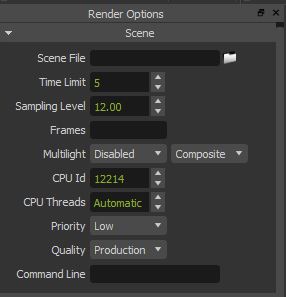 Render Options
Scene
Scene File
Time Limit 5
Sampling Level 12.00
Frames
Multilight Disabled Composite
CPU Id 12214
CPU Threads Automatic
Priority Low
Quality Production
Command Line